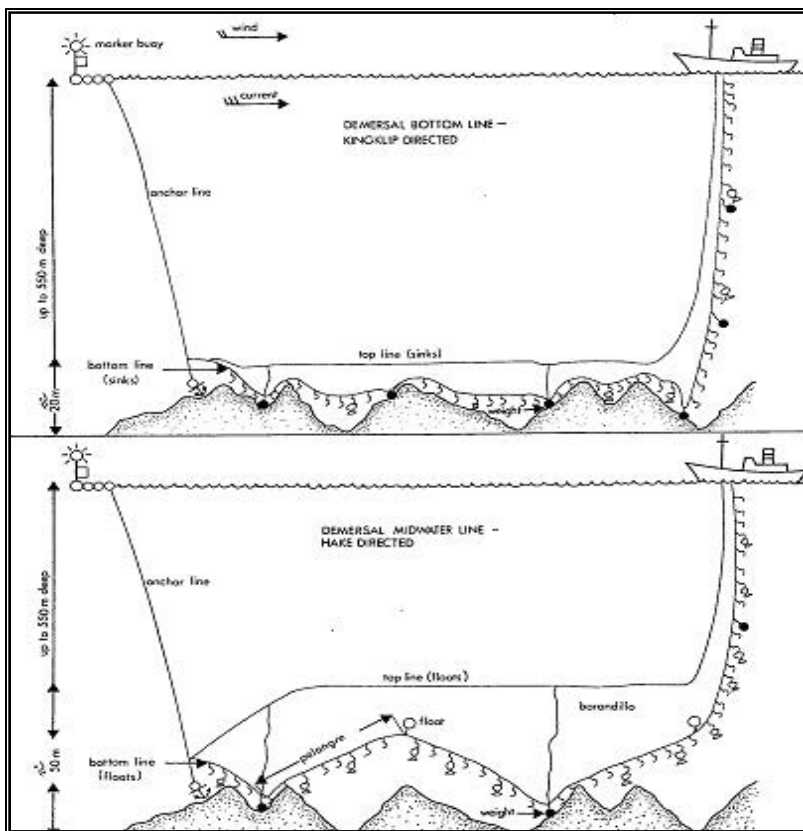 wind
marker buoy
current
DEMERSAL BOTTOM LINE –
KINGKLIP DIRECTED
anchor line
up to 550 m deep
top line (sinks)
bottom line
(sinks)
20m
weight
DEMERSAL MIDWATER LINE –
HAKE DIRECTED
anchor line
up to 550 m deep
top line (floats)
barandillo
float
palangre
bottom line
(floats)
50 m
weight